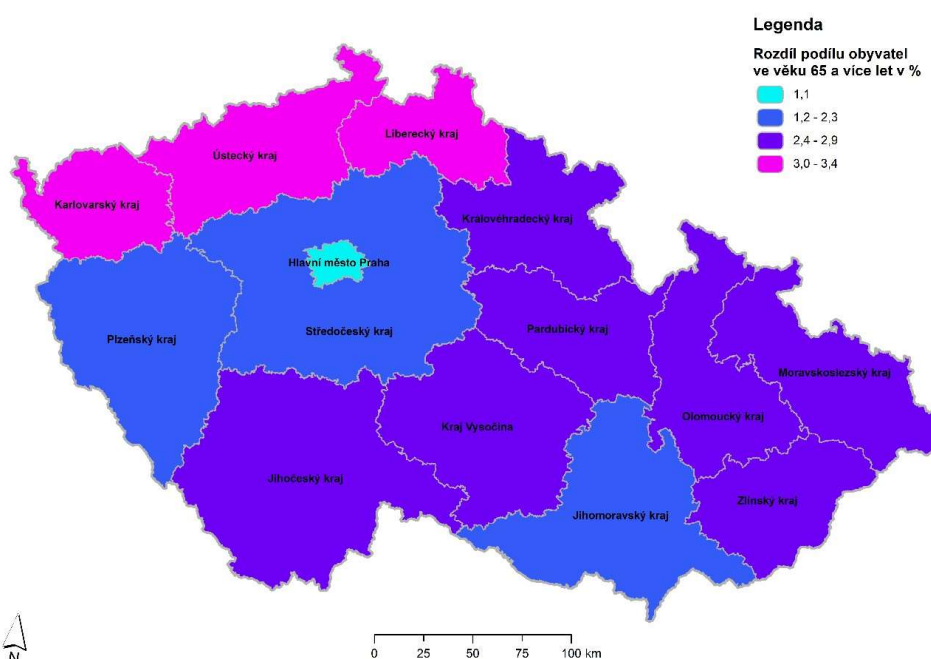 Legenda
Rozdíl podílu obyvatel
ve věku 65 a více let v %
1,1
1,2 - 2,3
2,4 - 2,9
3,0 - 3,4
Liberecký kraj
Ústecký kraj
Karlovarský kraj
Královéhradecký kraj
Hlavní město Praha
Středočeský kraj
Pardubický kraj
Plzeňský kraj
Moravskoslezský kraj
Olomoucký kraj
Kraj Vysočina
Jihočeský kraj
Zlínský kraj
Jihomoravský kraj
N
0 25 50 75 100 km